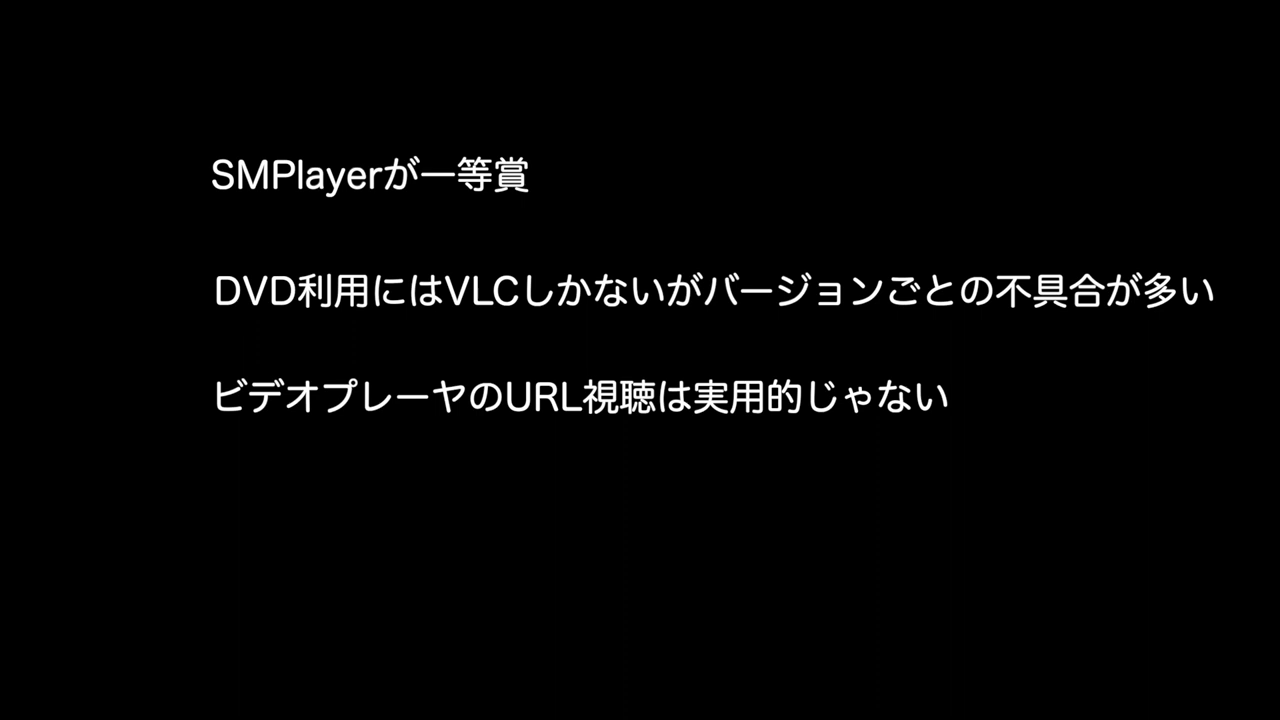 SMPlayerが一等賞
DVD利用にはVLCしかないがバージョンごとの不具合が多い
ビデオプレーヤのURL視聴は実用的じゃない